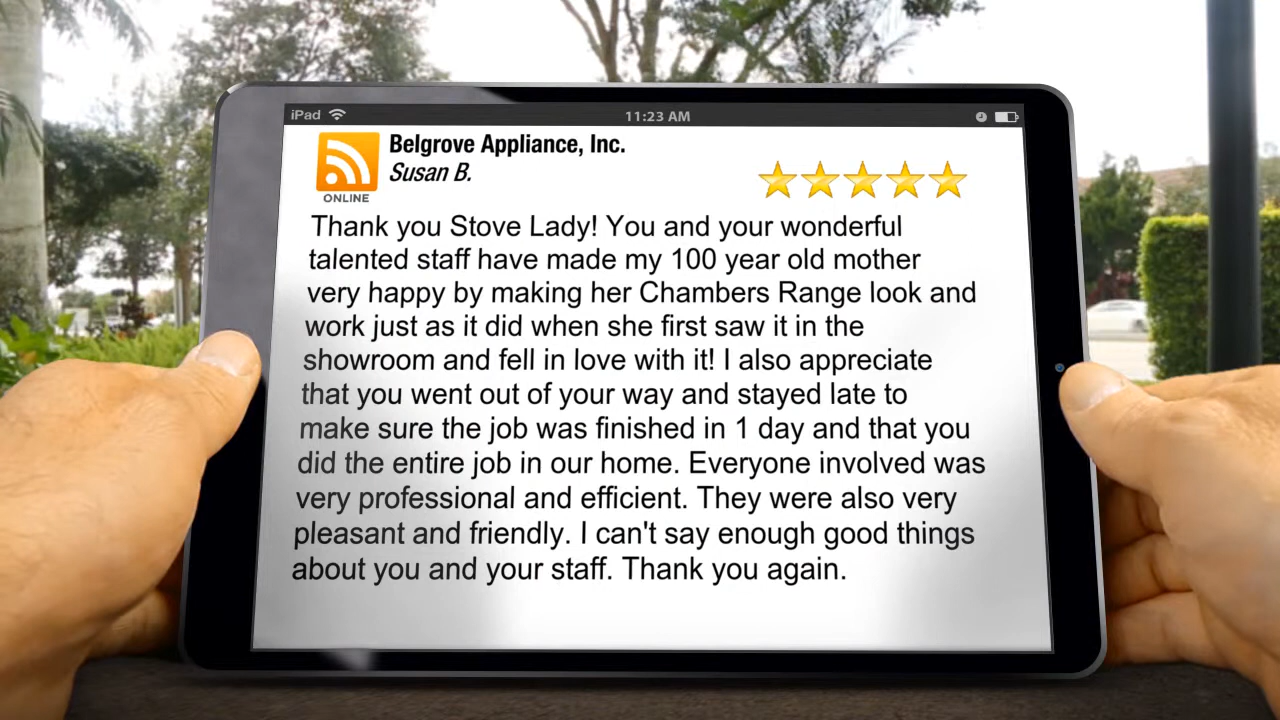 iPad 11:23 AM
Belgrove Appliance, Inc.
Susan B.
ONLINE
Thank you Stove Lady! You and your wonderful
talented staff have made my 100 year old mother
very happy by making her Chambers Range look and
work just as it did when she first saw it in the
showroom and fell in love with it! I also appreciate
that you went out of your way and stayed late to
make sure the job was finished in 1 day and that you
did the entire job in our home. Everyone involved was
very professional and efficient. They were also very
pleasant and friendly. I can't say enough good things
about you and your staff. Thank you again.